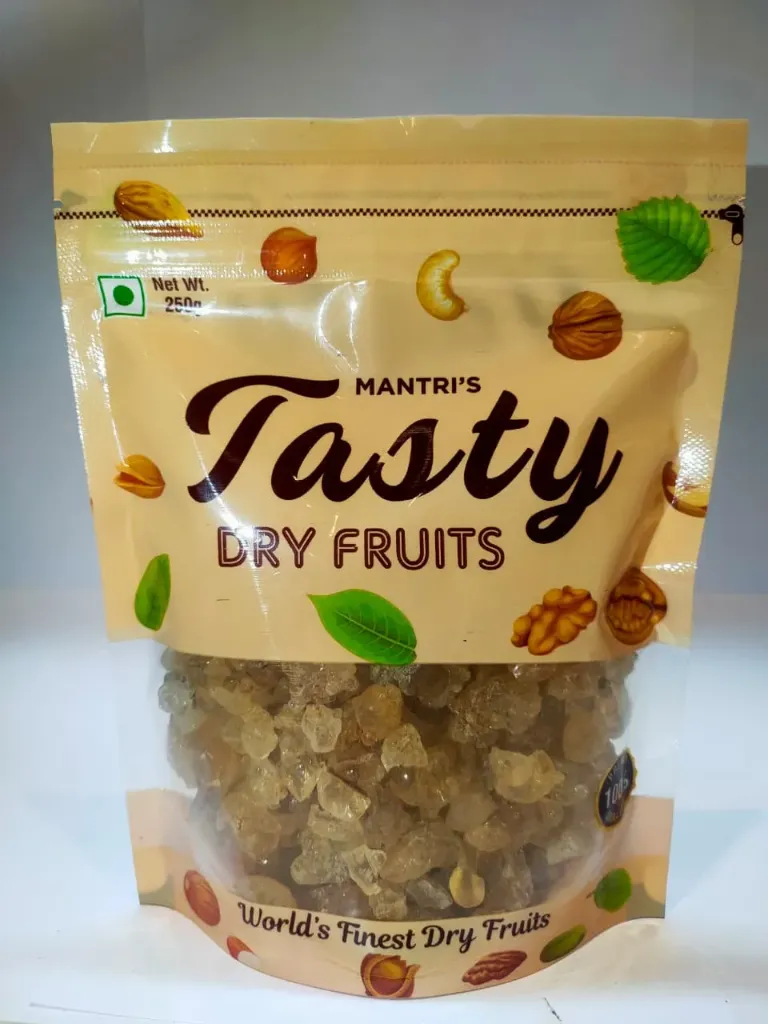 Net Wt.
250g
MANTRI'S
Tasty
DRY FRUITS
World's Finest Dry Fruits